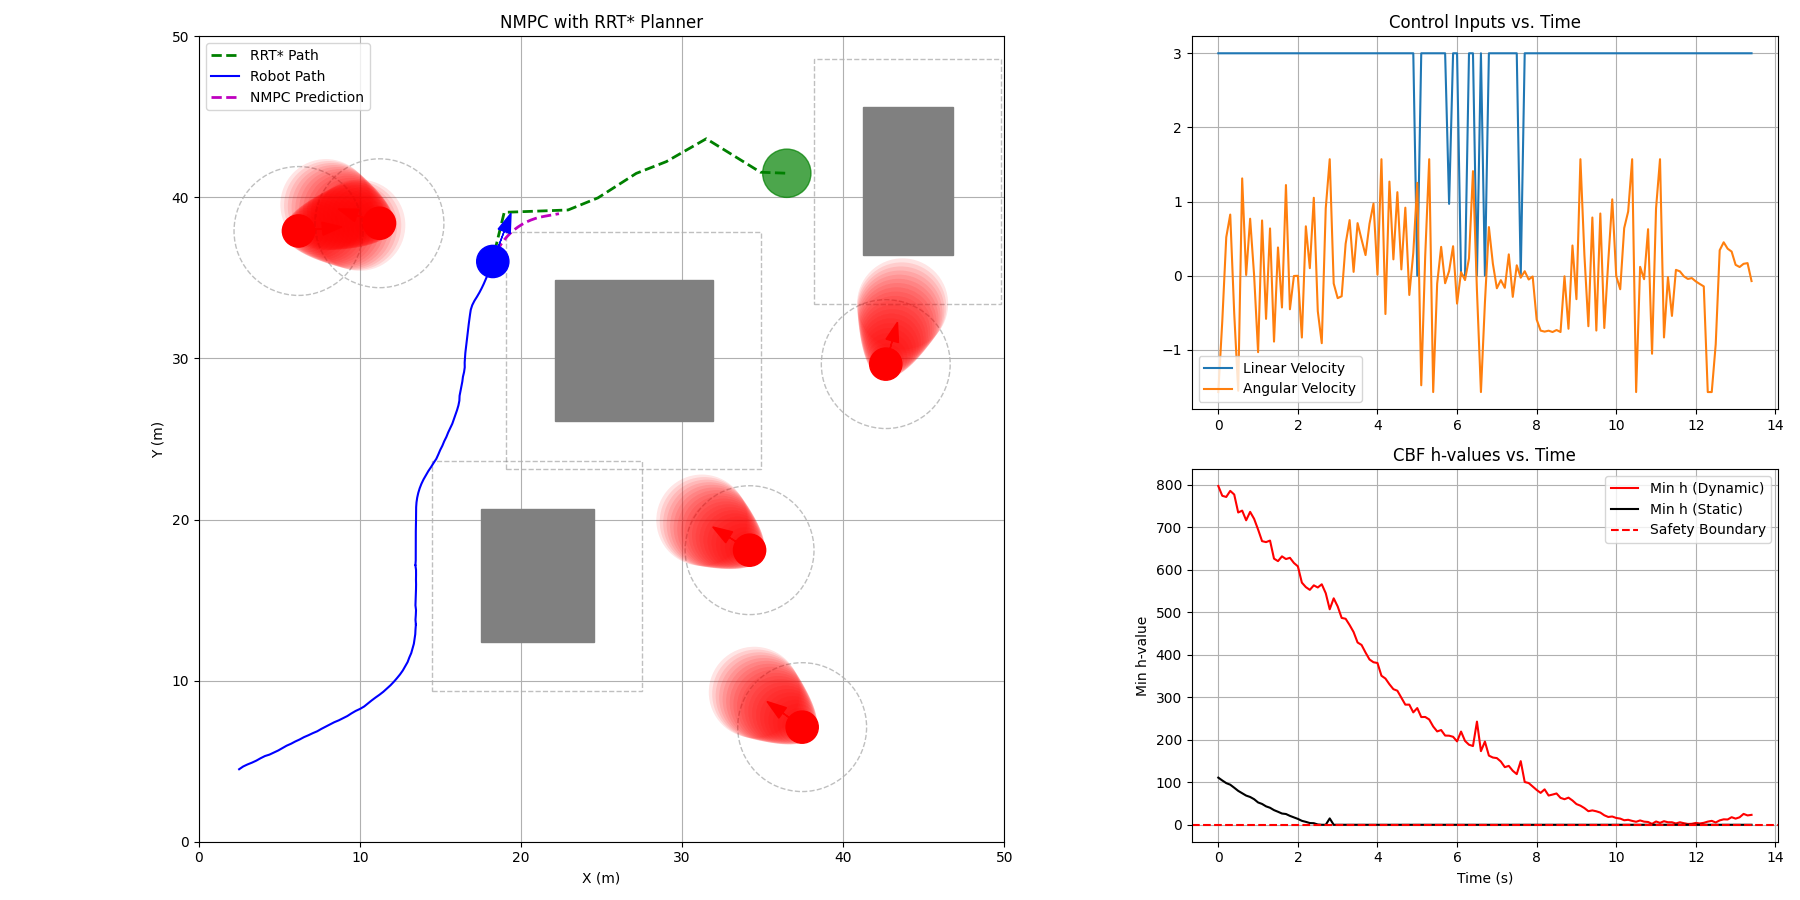 NMPC with RRT* Planner
RRT* Path
Robot Path
NMPC Prediction
50
40
30
20
10
0
Y (m)
0 10 20 30 40 50
X (m)
Control Inputs vs. Time
3
2
1
0
−1
Linear Velocity
Angular Velocity
0 2 4 6 8 10 12 14
CBF h-values vs. Time
Min h (Dynamic)
Min h (Static)
Safety Boundary
800
700
600
500
400
300
200
100
0
Min h-value
0 2 4 6 8 10 12 14
Time (s)